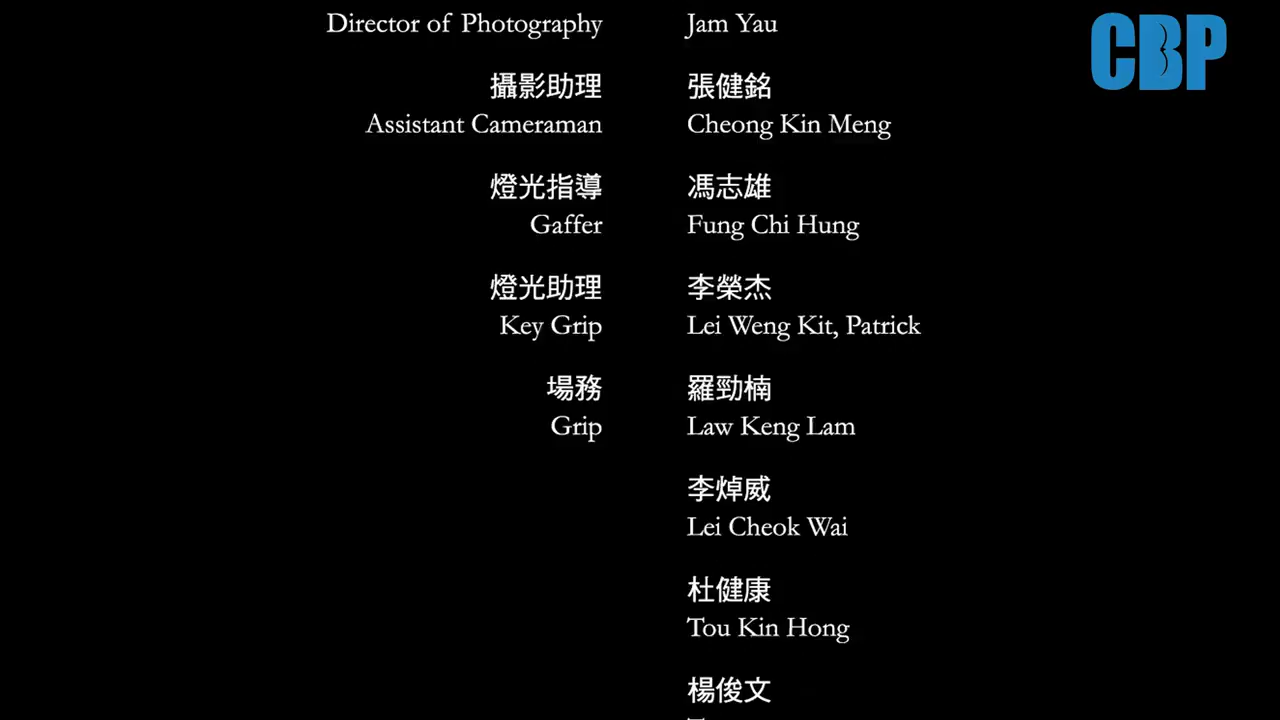 Director of Photography Jam Yau
CBP
攝影助理 張健銘
Assistant Cameraman Cheong Kin Meng
燈光指導 馮志雄
Gaffer Fung Chi Hung
燈光助理 李榮杰
Key Grip Lei Weng Kit, Patrick
場務 羅勁楠
Grip Law Keng Lam
李焯威
Lei Cheok Wai
杜健康
Tou Kin Hong
楊俊文